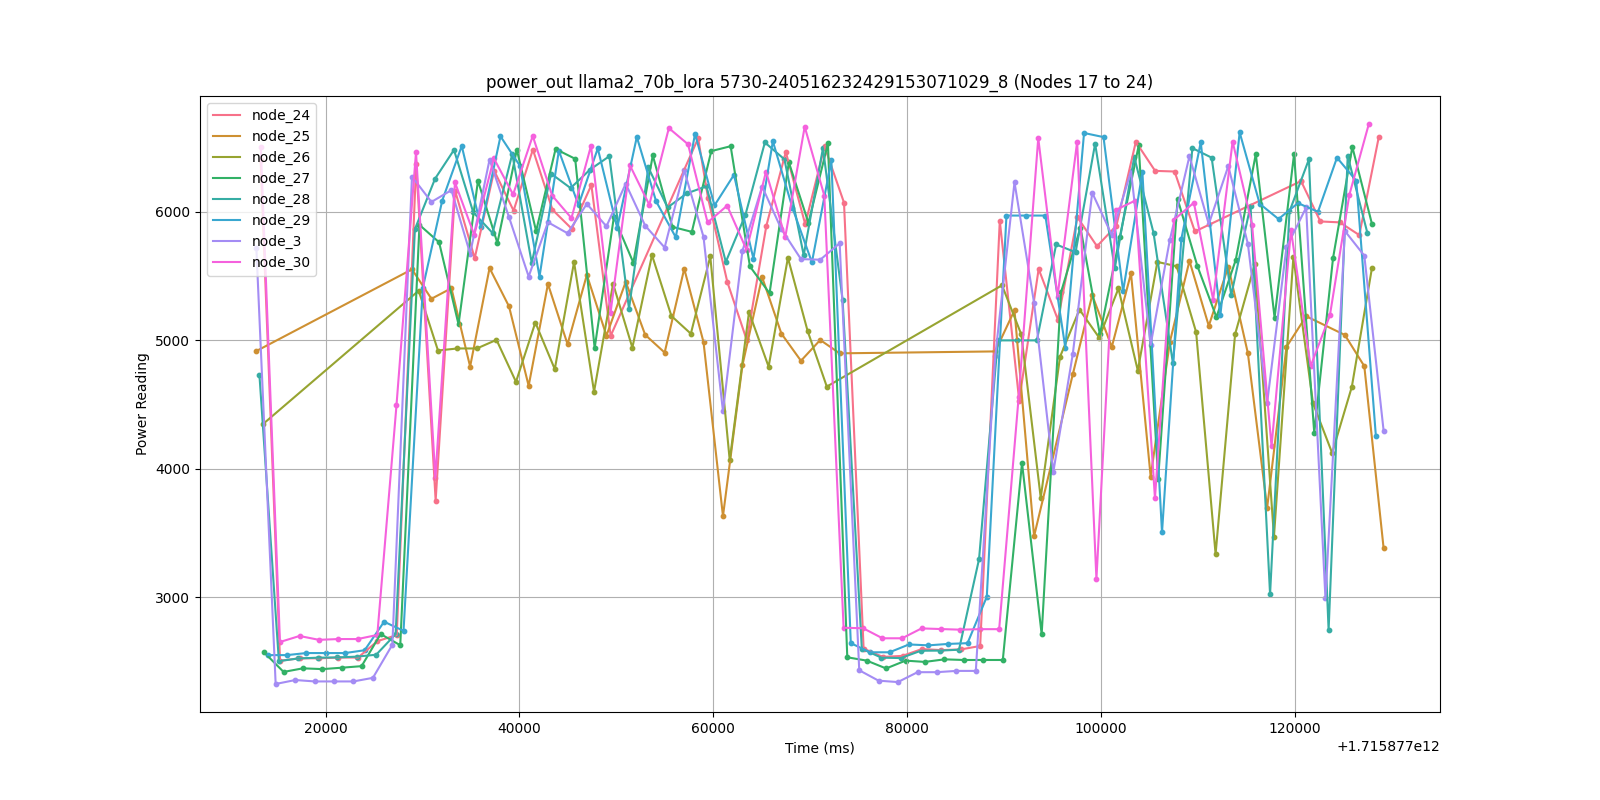 power_out llama2_70b_lora 5730-240516232429153071029_8 (Nodes 17 to 24)
node_24
node_25
node_26
node_27
node_28
node_29
node_3
node_30
Power Reading
6000
5000
4000
3000
20000
40000
60000
80000
100000
120000
Time (ms)
+1.715877e12